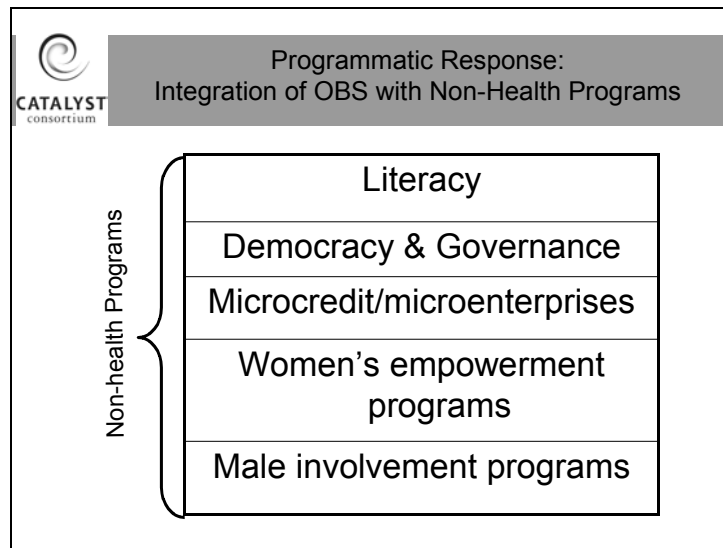 CATALYST
consortium
Programmatic Response:
Integration of OBS with Non-Health Programs
Non-health Programs
Literacy
Democracy & Governance
Microcredit/microenterprises
Women’s empowerment
programs
Male involvement programs